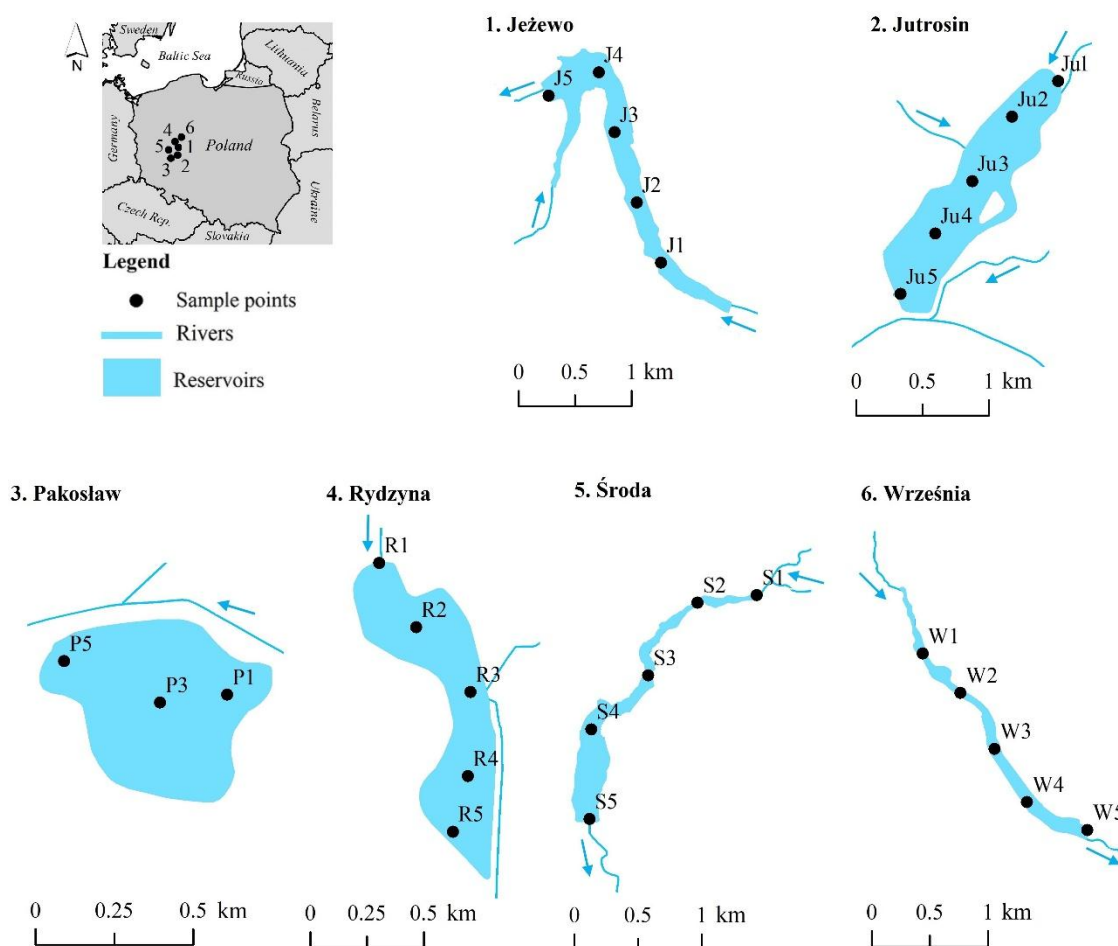 Sweden
Baltic Sea
Lithuania
Russia
N
Germany
Belarus
4 6
5 1
3 2
Poland
Ukraine
Czech Rep.
Slovakia
Legend
Sample points
Rivers
Reservoirs
1. Jeżewo
J4
J5
J3
J2
J1
0 0.5 1 km
2. Jutrosin
Ju1
Ju2
Ju3
Ju4
Ju5
0 0.5 1 km
3. Pakosław
P5
P3
P1
0 0.25 0.5 km
4. Rydzyna
R1
R2
R3
R4
R5
0 0.25 0.5 km
5. Środa
S1
S2
S3
S4
S5
0 0.5 1 km
6. Września
W1
W2
W3
W4
W5
0 0.5 1 km